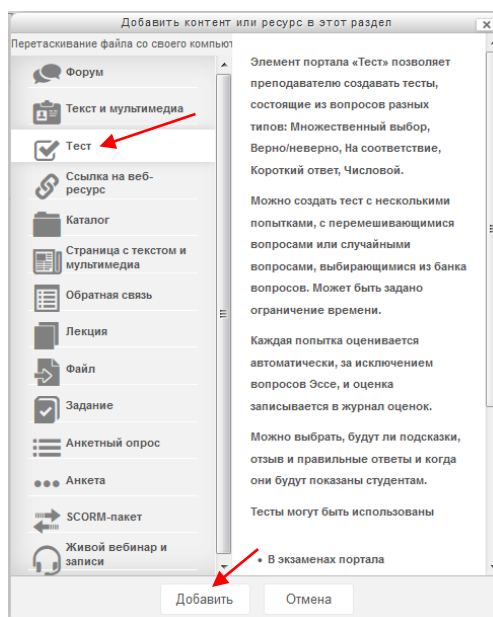 Добавить контент или ресурс в этот раздел
Перетаскивание файла со своего компьют
Форум
Текст и мультимедиа
Тест
Ссылка на веб-
ресурс
Каталог
Страница с текстом и
мультимедиа
Обратная связь
Лекция
Файл
Задание
Анкетный опрос
Анкета
SCORM-пакет
Живой вебинар и
записи
Элемент портала «Тест» позволяет
преподавателю создавать тесты,
состоящие из вопросов разных
типов: Множественный выбор,
Верно/неверно, На соответствие,
Короткий ответ, Числовой.
Можно создать тест с несколькими
попытками, с перемешивающимися
вопросами или случайными
вопросами, выбирающимися из банка
вопросов. Может быть задано
ограничение времени.
Каждая попытка оценивается
автоматически, за исключением
вопросов Эссе, и оценка
записывается в журнал оценок.
Можно выбрать, будут ли подсказки,
отзыв и правильные ответы и когда
они будут показаны студентам.
Тесты могут быть использованы
• В экзаменах портала
Добавить
Отмена